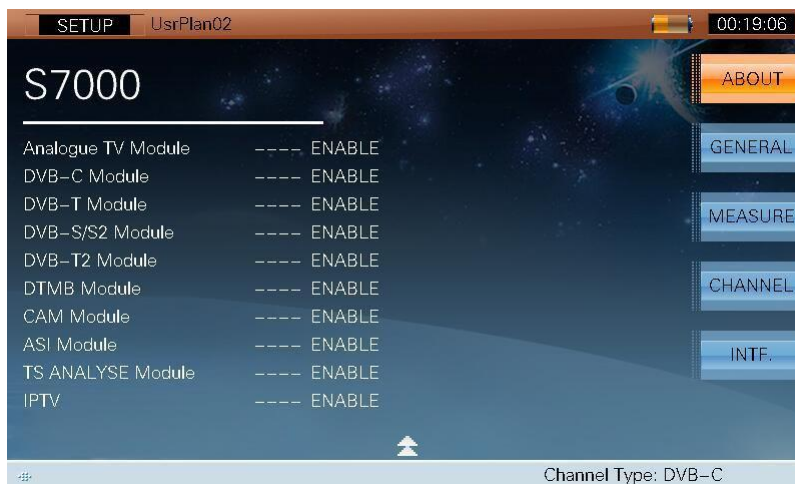 SETUP UsrPlan02 00:19:06
S7000
ABOUT
Analogue TV Module ---- ENABLE
DVB-C Module ---- ENABLE
DVB-T Module ---- ENABLE
DVB-S/S2 Module ---- ENABLE
DVB-T2 Module ---- ENABLE
DTMB Module ---- ENABLE
CAM Module ---- ENABLE
ASI Module ---- ENABLE
TS ANALYSE Module ---- ENABLE
IPTV ---- ENABLE
GENERAL
MEASURE
CHANNEL
INTF.
Channel Type: DVB-C